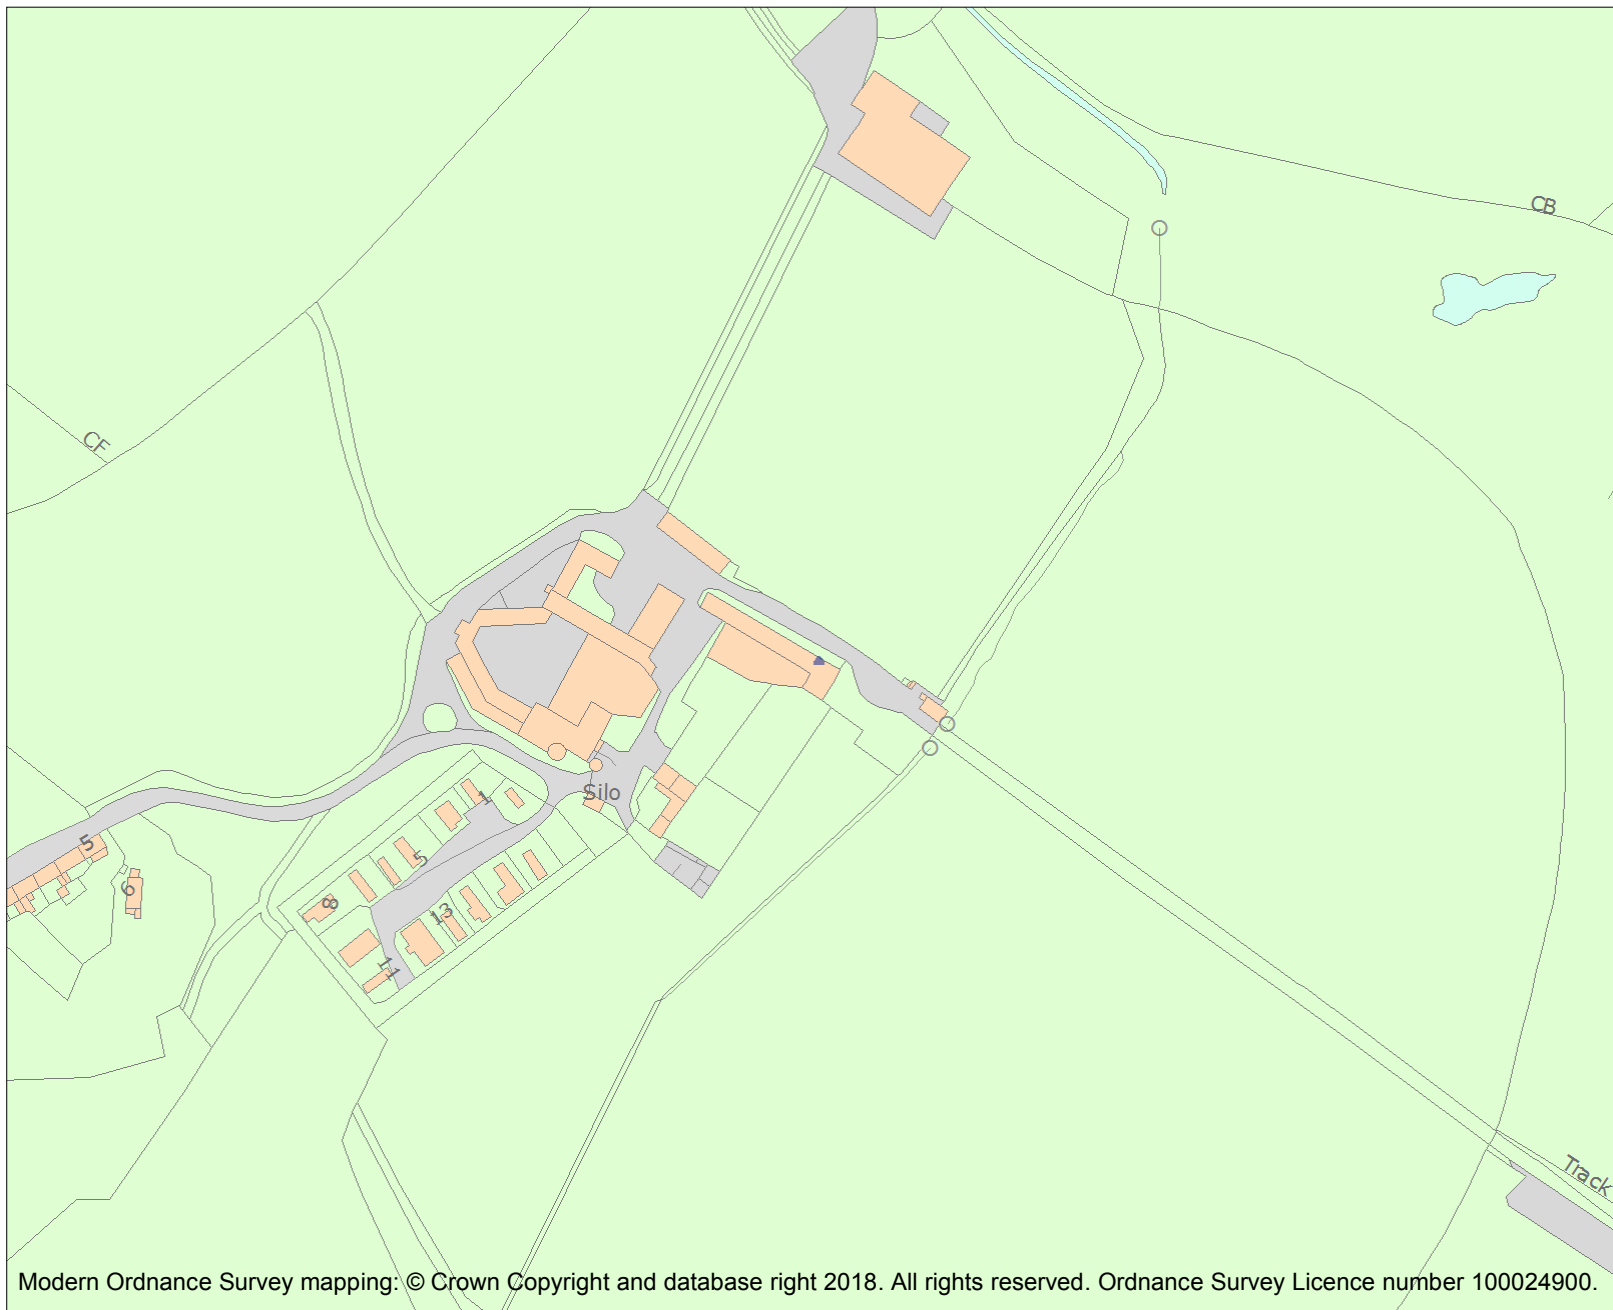 CB
CF
Silo
1
5
5
6
8
13
11
Track
Modern Ordnance Survey mapping: © Crown Copyright and database right 2018. All rights reserved. Ordnance Survey Licence number 100024900.